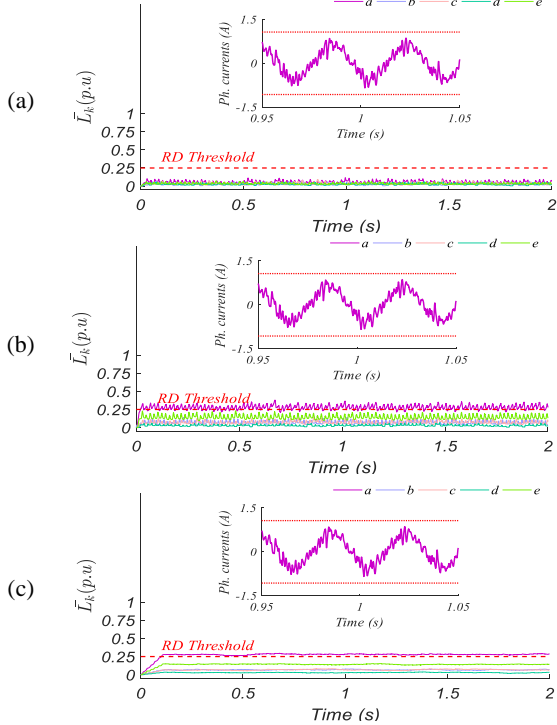 a b c d e
1.5
0
-1.5
Ph. currents (A)
0.95 1 1.05
Time (s)
(a)
L̄k(p.u)
1
0.75
0.5
0.25
0
RD Threshold
0 0.5 1 1.5 2
Time (s)
a b c d e
1.5
0
-1.5
Ph. currents (A)
0.95 1 1.05
Time (s)
(b)
L̄k(p.u)
1
0.75
0.5
0.25
0
RD Threshold
0 0.5 1 1.5 2
Time (s)
a b c d e
1.5
0
-1.5
Ph. currents (A)
0.95 1 1.05
Time (s)
(c)
L̄k(p.u)
1
0.75
0.5
0.25
0
RD Threshold
0 0.5 1 1.5 2
Time (s)